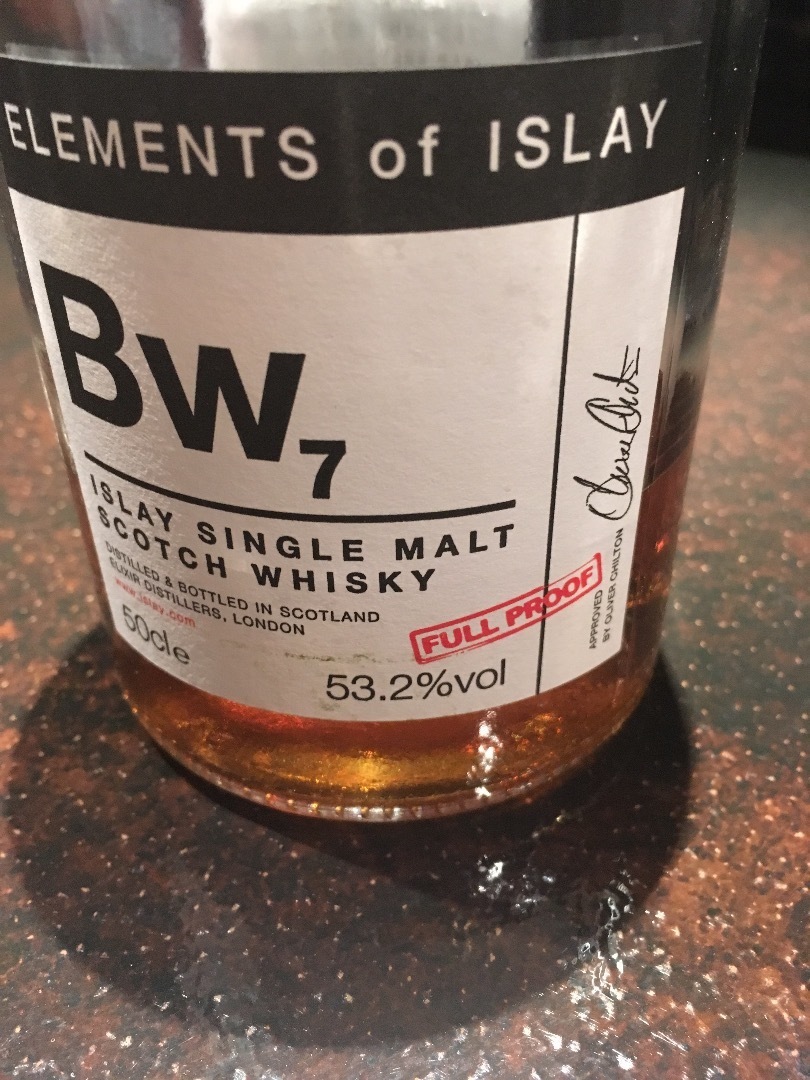 ELEMENTS of ISLAY
Bw7
ISLAY SINGLE MALT
SCOTCH WHISKY
DISTILLED & BOTTLED IN SCOTLAND
ELIXIR DISTILLERS, LONDON
www.islay.com
50cle
FULL PROOF
53.2%vol
APPROVED
BY OLIVER CHILTON